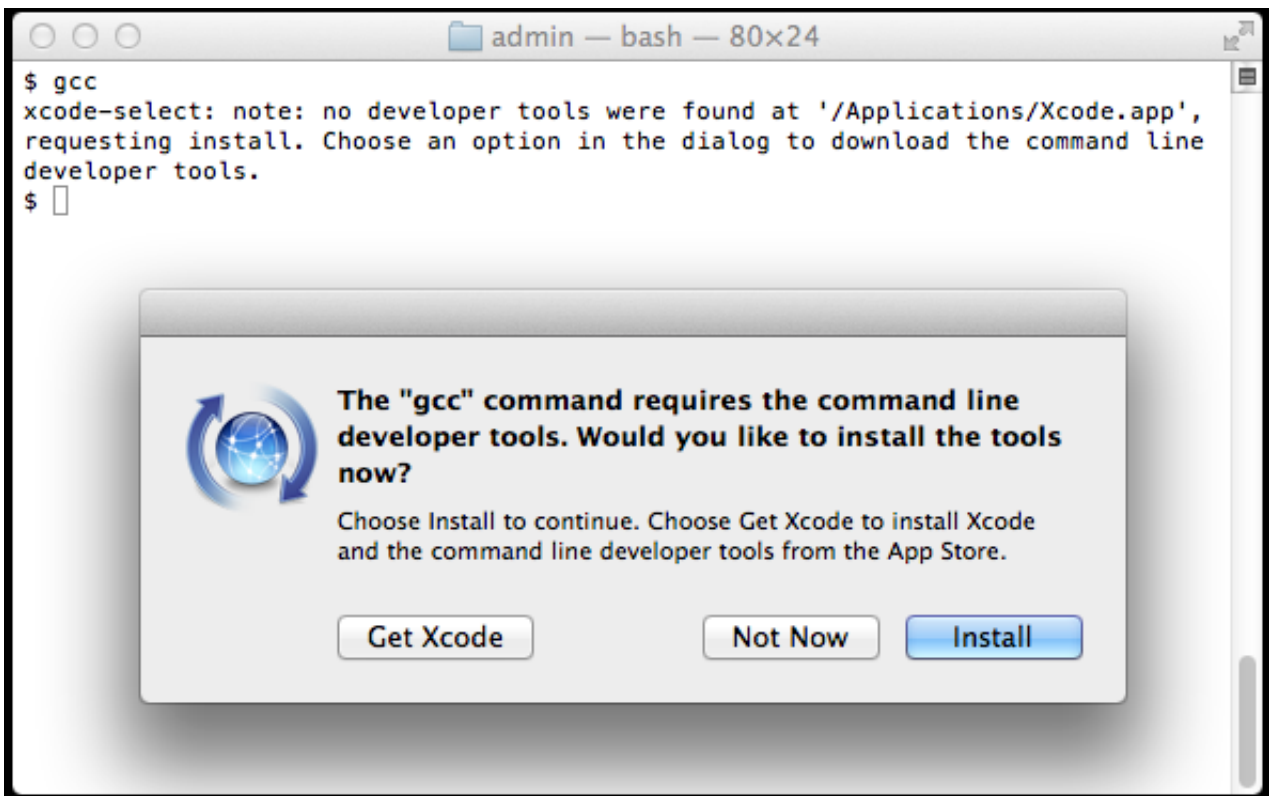 admin — bash — 80×24
$ gcc
xcode-select: note: no developer tools were found at '/Applications/Xcode.app',
requesting install. Choose an option in the dialog to download the command line
developer tools.
$
The "gcc" command requires the command line
developer tools. Would you like to install the tools
now?
Choose Install to continue. Choose Get Xcode to install Xcode
and the command line developer tools from the App Store.
Get Xcode Not Now Install